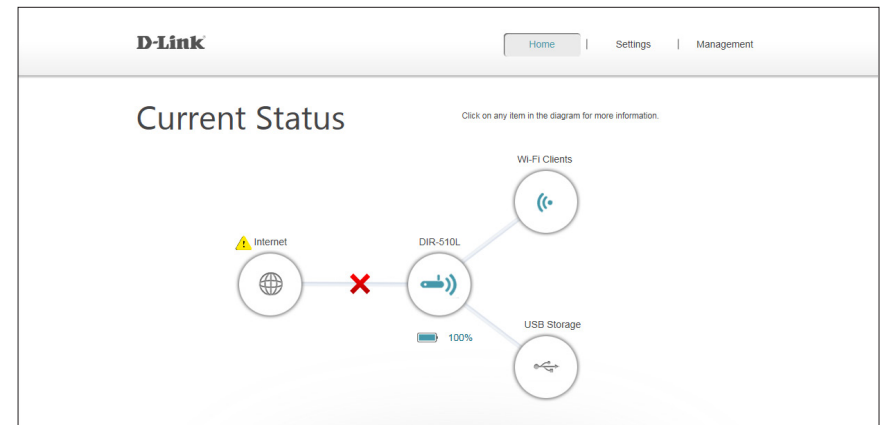 D-Link
Home | Settings | Management
Current Status
Click on any item in the diagram for more information.
Wi-Fi Clients
Internet
DIR-510L
100%
USB Storage